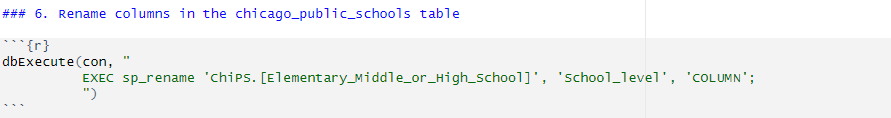 ### 6. Rename columns in the chicago_public_schools table
```{r}
dbExecute(con, "
EXEC sp_rename 'ChiPS.[Elementary_Middle_or_High_School]', 'School_level', 'COLUMN';
")
```